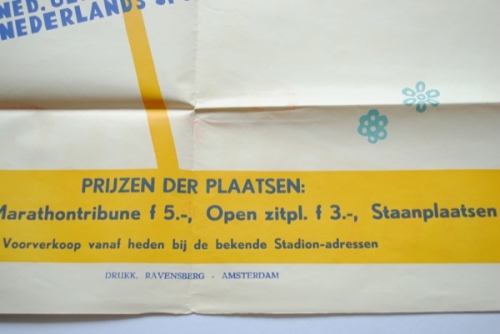 NED. 
NEDERLANDS
PRIJZEN DER PLAATSEN:
Marathontribune f 5.-, Open zitpl. f 3.-, Staanplaatsen
Voorverkoop vanaf heden bij de bekende Stadion-adressen
DRUKK. RAVENSBERG - AMSTERDAM